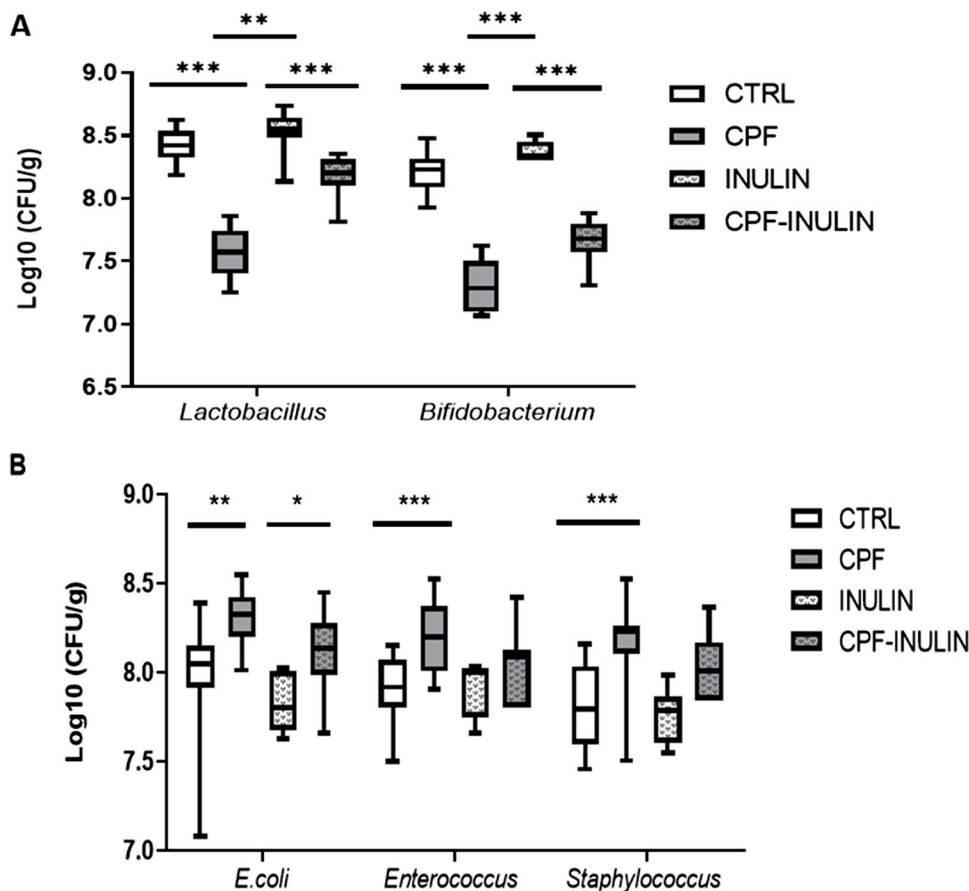 A
** ***
*** *** *** ***
9.0
8.5
8.0
7.5
7.0
6.5
Log10 (CFU/g)
Lactobacillus Bifidobacterium
CTRL
CPF
INULIN
CPF-INULIN
B
** * *** ***
9.0
8.5
8.0
7.5
7.0
Log10 (CFU/g)
E.coli Enterococcus Staphylococcus
CTRL
CPF
INULIN
CPF-INULIN